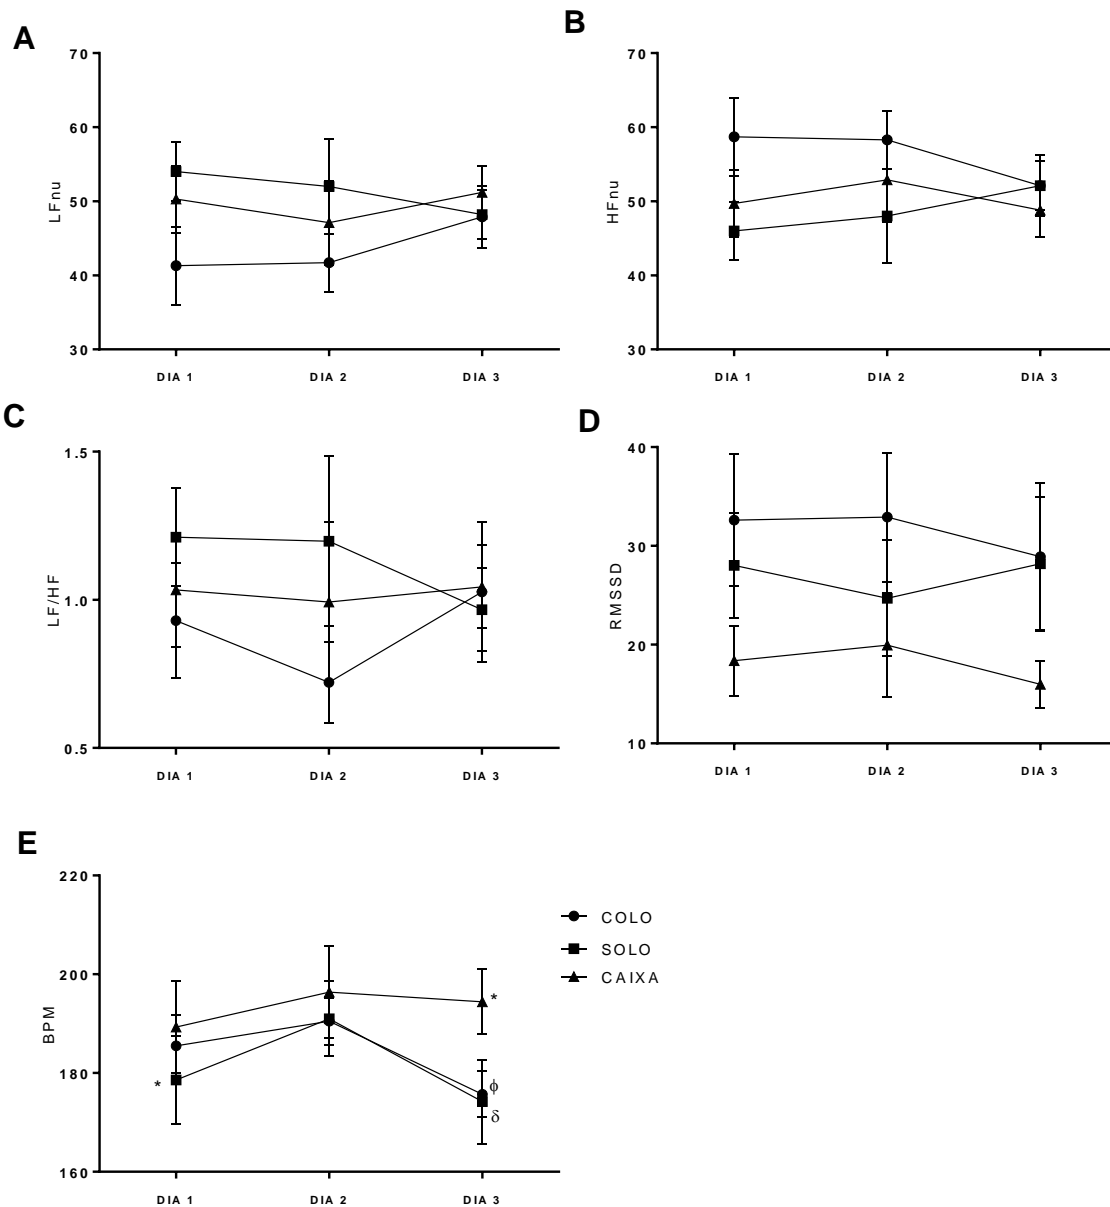 A
70
60
50
40
30
LFnu
DIA 1 DIA 2 DIA 3
B
70
60
50
40
30
HFnu
DIA 1 DIA 2 DIA 3
C
1.5
1.0
0.5
LF/HF
DIA 1 DIA 2 DIA 3
D
40
30
20
10
RMSSD
DIA 1 DIA 2 DIA 3
E
220
200
180
160
BPM
*
*
ϕ
δ
DIA 1 DIA 2 DIA 3
COLO
SOLO
CAIXA